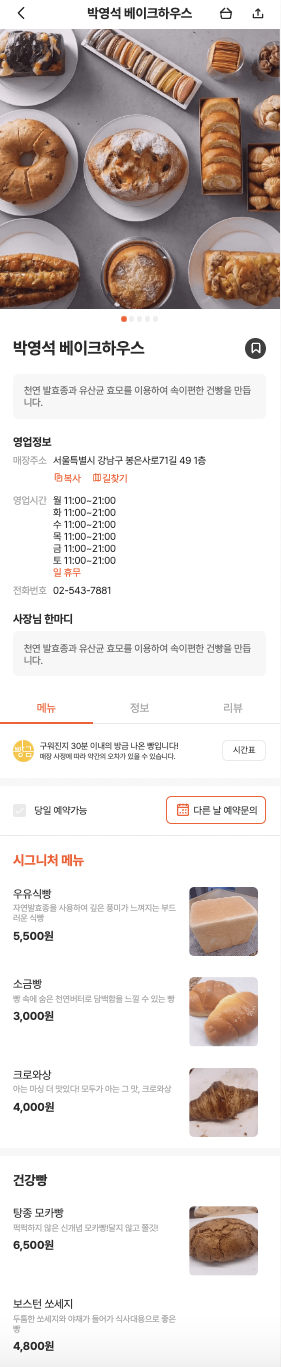 박영석 베이크하우스
박영석 베이크하우스
천연 발효종과 유산균 효모를 이용하여 속이편한 건빵을 만듭
니다.
영업정보
매장주소 서울특별시 강남구 봉은사로71길 49 1층
복사 길찾기
영업시간 월 11:00~21:00
화 11:00~21:00
수 11:00~21:00
목 11:00~21:00
금 11:00~21:00
토 11:00~21:00
일 휴무
전화번호 02-543-7881
사장님 한마디
천연 발효종과 유산균 효모를 이용하여 속이편한 건빵을 만듭
니다.
메뉴 정보 리뷰
빵금 구워진지 30분 이내의 방금 나온 빵입니다! 시간표
매장 사정에 따라 약간의 오차가 있을 수 있습니다.
당일 예약가능 다른 날 예약문의
시그니처 메뉴
우유식빵
자연발효종을 사용하여 깊은 풍미가 느껴지는 부드
러운 식빵
5,500원
소금빵
빵 속에 숨은 천연버터로 담백함을 느낄 수 있는 빵
3,000원
크로와상
아는 마싱 더 맛있다! 모두가 아는 그 맛, 크로와상
4,000원
건강빵
탕종 모카빵
퍽퍽하지 않은 신개념 모카빵!달지 않고 쫄깃!
6,500원
보스턴 쏘세지
두툼한 쏘세지와 야채가 들어가 식사대용으로 좋은
빵
4,800원